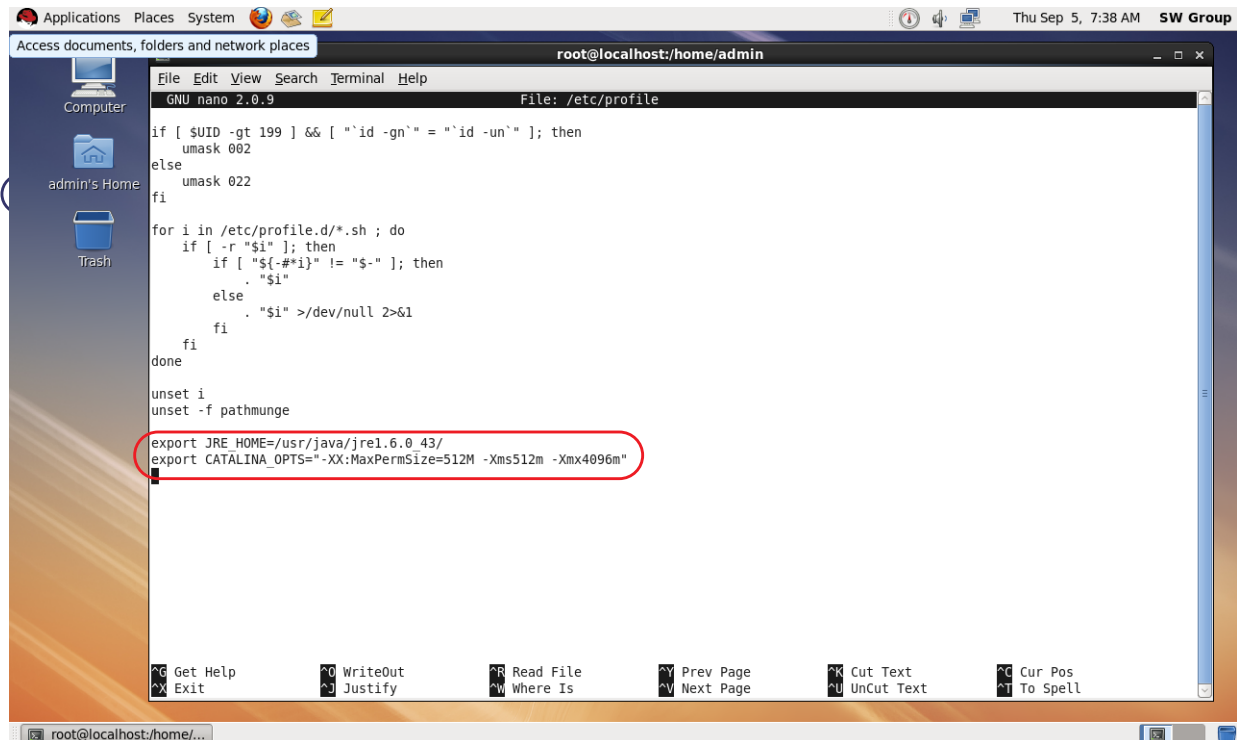 Applications Places System Thu Sep 5, 7:38 AM SW Group
Access documents, folders and network places
root@localhost:/home/admin
File Edit View Search Terminal Help
Computer
admin's Home
Trash
GNU nano 2.0.9 File: /etc/profile
if [ $UID -gt 199 ] && [ "`id -gn`" = "`id -un`" ]; then
    umask 002
else
    umask 022
fi
for i in /etc/profile.d/*.sh ; do
    if [ -r "$i" ]; then
        if [ "${-#*i}" != "$-" ]; then
            . "$i"
        else
            . "$i" >/dev/null 2>&1
        fi
    fi
done
unset i
unset -f pathmunge
export JRE_HOME=/usr/java/jre1.6.0_43/
export CATALINA_OPTS="-XX:MaxPermSize=512M -Xms512m -Xmx4096m"
^G Get Help ^O WriteOut ^R Read File ^Y Prev Page ^K Cut Text ^C Cur Pos
^X Exit ^J Justify ^W Where Is ^V Next Page ^U UnCut Text ^T To Spell
root@localhost:/home/...